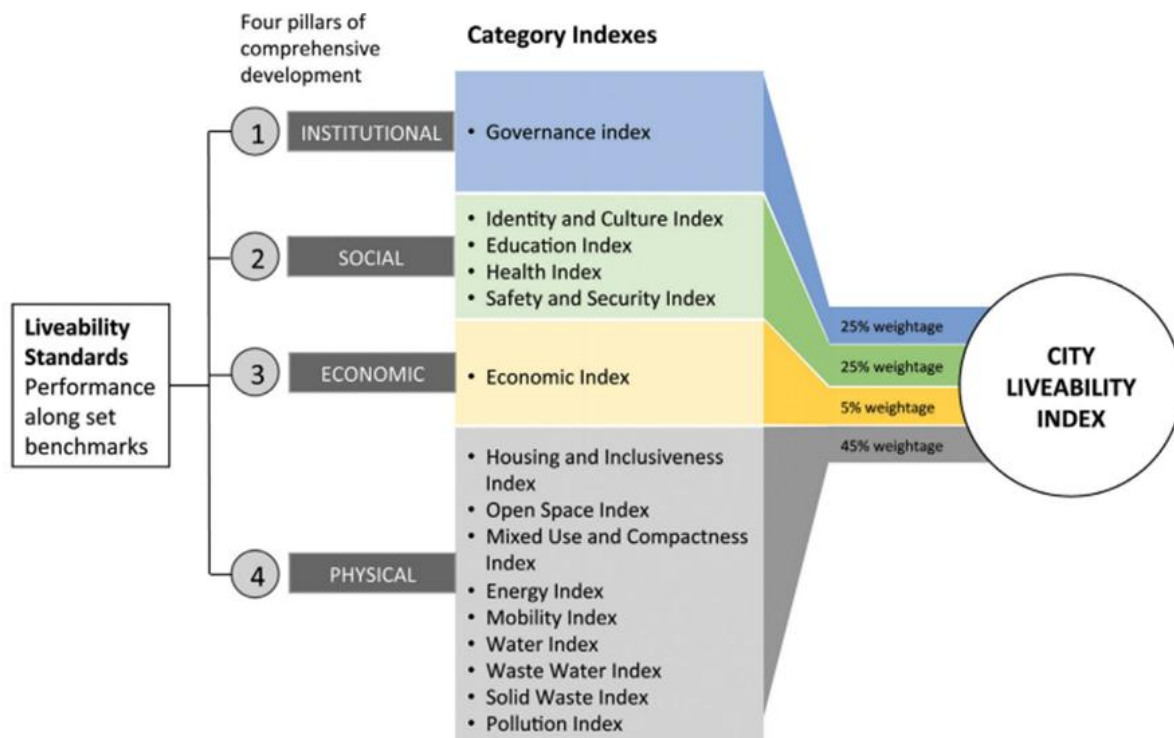 Four pillars of
comprehensive
development
Category Indexes
1
INSTITUTIONAL
• Governance index
2
SOCIAL
• Identity and Culture Index
• Education Index
• Health Index
• Safety and Security Index
3
ECONOMIC
• Economic Index
4
PHYSICAL
• Housing and Inclusiveness
Index
• Open Space Index
• Mixed Use and Compactness
Index
• Energy Index
• Mobility Index
• Water Index
• Waste Water Index
• Solid Waste Index
• Pollution Index
Liveability
Standards
Performance
along set
benchmarks
25% weightage
25% weightage
5% weightage
45% weightage
CITY
LIVEABILITY
INDEX